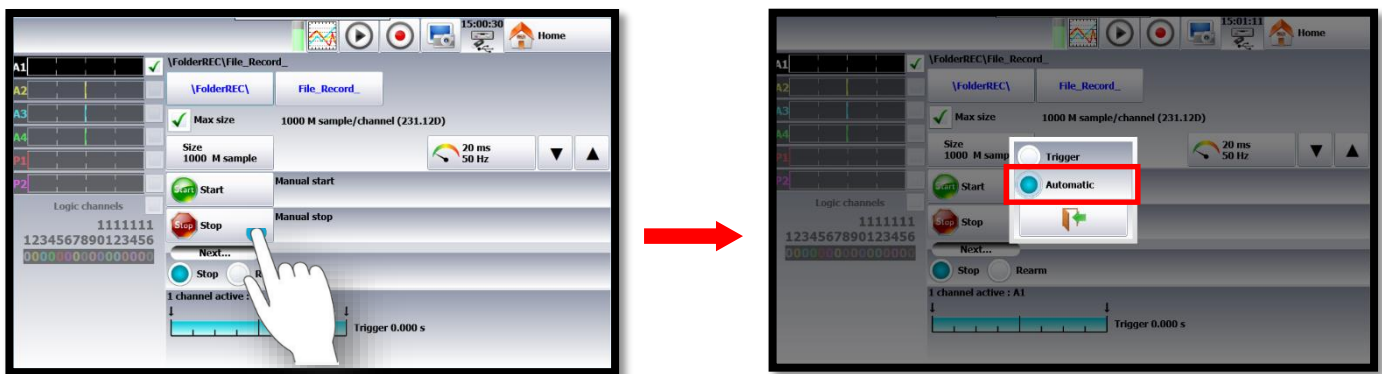 15:00:30
Home
A1
\FolderREC\File_Record_
A2
\FolderREC\
File_Record_
A3
Max size
1000 M sample/channel (231.12D)
A4
Size
1000 M sample
20 ms
50 Hz
P1
P2
Start
Start
Manual start
Logic channels
1111111
1234567890123456
0000000000000000
Stop
Stop
Manual stop
Next...
Stop
1 channel active :
Trigger 0.000 s
15:01:11
Home
A1
\FolderREC\File_Record_
A2
\FolderREC\
File_Record_
A3
Max size
1000 M sample/channel (231.12D)
A4
Size
1000 M samp
20 ms
50 Hz
P1
P2
Trigger
Automatic
Start
Start
Logic channels
1111111
1234567890123456
0000000000000000
Stop
Stop
Next...
Stop
Rearm
1 channel active : A1
Trigger 0.000 s